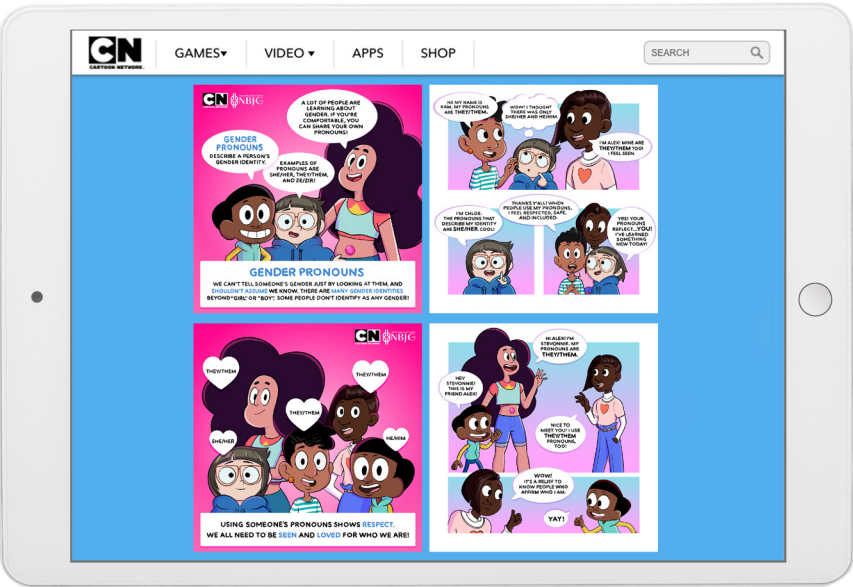 CN
CARTOON NETWORK.
GAMES▾
VIDEO ▾
APPS
SHOP
SEARCH
CN NBJC
A LOT OF PEOPLE ARE
LEARNING ABOUT
GENDER. IF YOU'RE
COMFORTABLE, YOU
CAN SHARE YOUR OWN
PRONOUNS!
GENDER
PRONOUNS
DESCRIBE A PERSON'S
GENDER IDENTITY.
EXAMPLES OF
PRONOUNS ARE
SHE/HER, THEY/THEM,
AND ZE/ZIR!
GENDER PRONOUNS
WE CAN'T TELL SOMEONE'S GENDER JUST BY LOOKING AT THEM, AND
SHOULDN'T ASSUME WE KNOW. THERE ARE MANY GENDER IDENTITIES
BEYOND "GIRL" OR "BOY". SOME PEOPLE DON'T IDENTIFY AS ANY GENDER!
HI! MY NAME IS
KAM. MY PRONOUNS
ARE THEY/THEM.
WOW! I THOUGHT
THERE WAS ONLY
SHE/HER AND HE/HIM.
I'M ALEX! MINE ARE
THEY/THEM TOO!
I FEEL SEEN.
I'M CHLOE.
THE PRONOUNS THAT
DESCRIBE MY IDENTITY
ARE SHE/HER. COOL!
THANKS Y'ALL! WHEN
PEOPLE USE MY PRONOUNS,
I FEEL RESPECTED, SAFE,
AND INCLUDED.
YES! YOUR
PRONOUNS
REFLECT...YOU!
I'VE LEARNED
SOMETHING
NEW TODAY!
CN NBJC
THEY/THEM
THEY/THEM
THEY/THEM
SHE/HER
HE/HIM
USING SOMEONE'S PRONOUNS SHOWS RESPECT.
WE ALL NEED TO BE SEEN AND LOVED FOR WHO WE ARE!
HI ALEX! I'M
STEVONNIE. MY
PRONOUNS ARE
THEY/THEM.
HEY
STEVONNIE!
THIS IS MY
FRIEND ALEX!
NICE TO
MEET YOU! I USE
THEY/THEM
PRONOUNS,
TOO!
WOW!
IT'S A RELIEF TO
KNOW PEOPLE WHO
AFFIRM WHO I AM.
YAY!